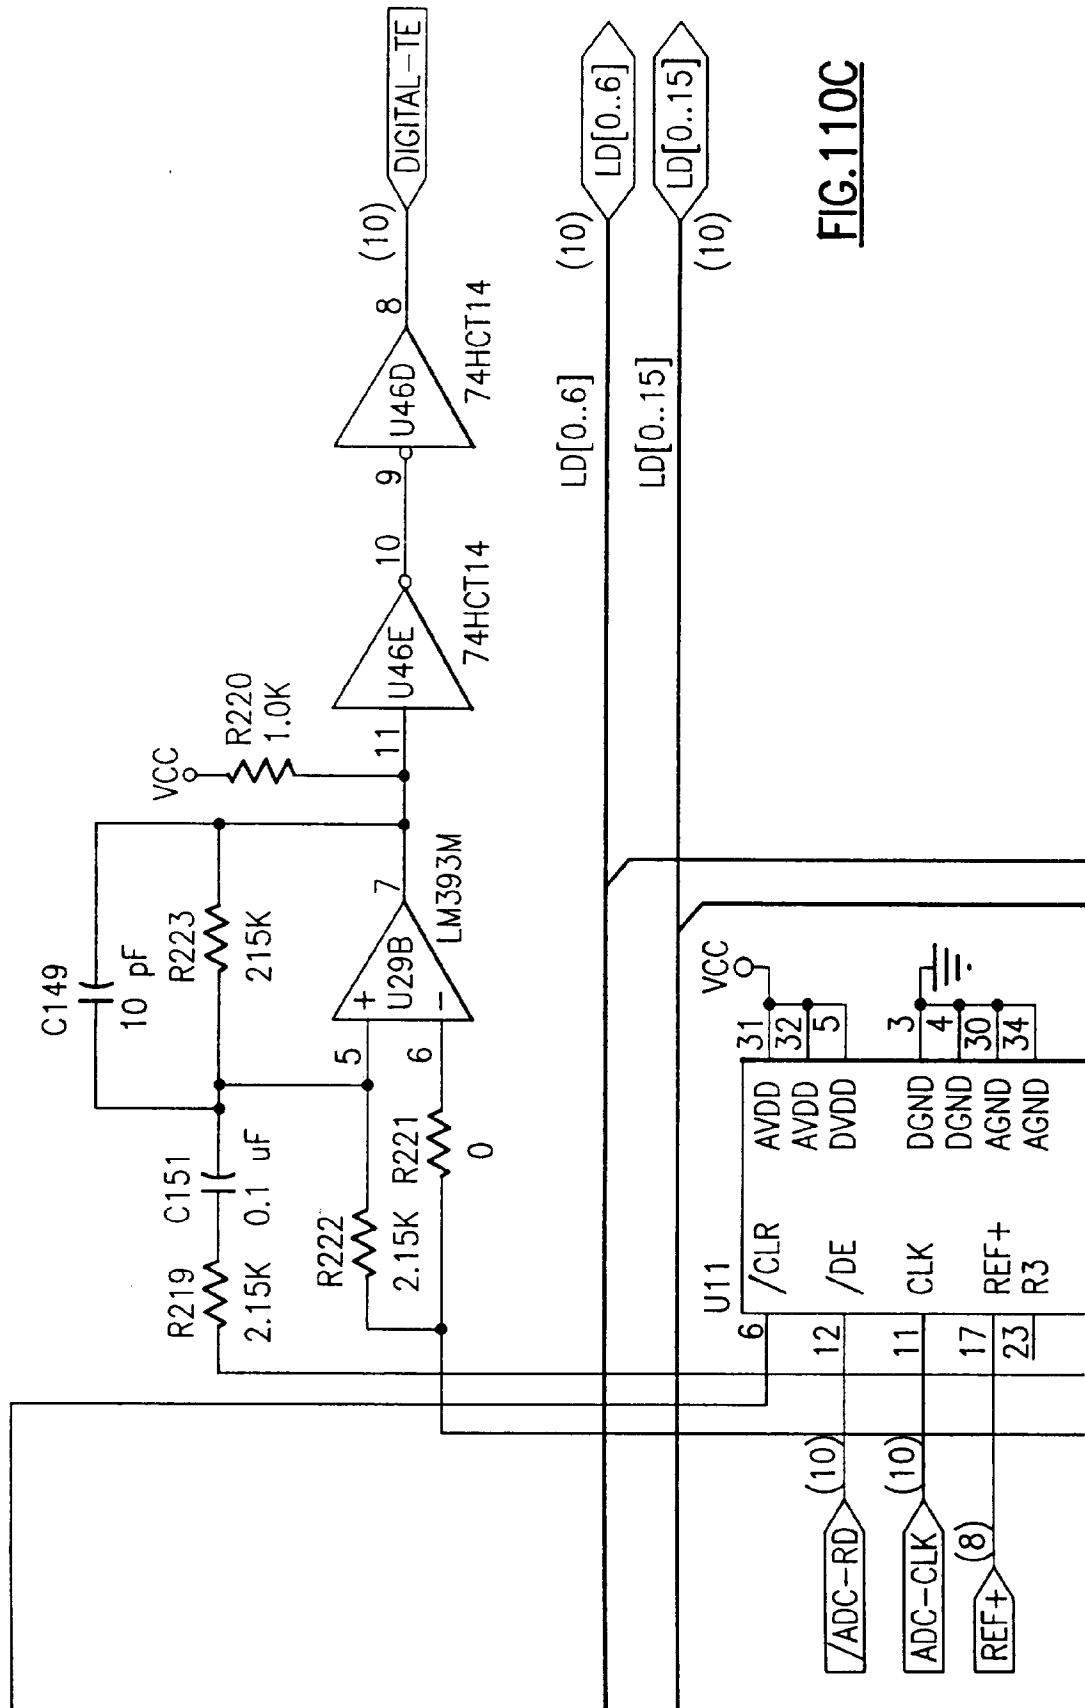 C149
10 pF
R223
215K
VCC
R220
1.0K
R219
2.15K
C151
0.1 uF
R222
2.15K
R221
0
5
6
+
-
U29B
7
LM393M
11
U46E
10
74HCT14
9
U46D
8
74HCT14
(10)
DIGITAL-TE
LD[0..6]
(10)
LD[0..6]
LD[0..15]
(10)
LD[0..15]
U11
6
/CLR
12
/DE
11
CLK
17
REF+
23
R3
AVDD
31
AVDD
32
DVDD
5
VCC
DGND
3
DGND
4
AGND
30
AGND
34
/ADC-RD
(10)
ADC-CLK
(10)
REF+
(8)
FIG.110C